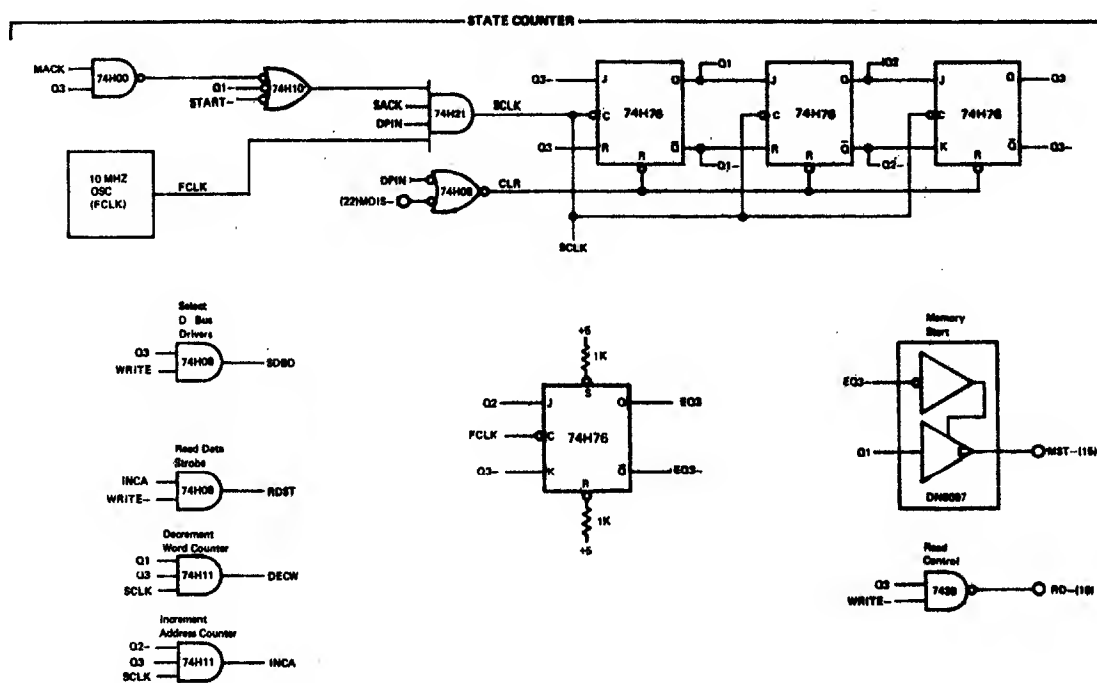 STATE COUNTER
MACK
Q3
74H00
Q1-
START-
74H10
SACK
DPIN
74H21
SCLK
10 MHZ
OSC
(FCLK)
FCLK
DPIN
(22)MDIS-
74H08
CLR
SCLK
Q3-
Q3
J
C
R
Q
Q̅
R
74H76
Q1
Q1-
J
C
R
Q
Q̅
R
74H76
Q2
Q2-
J
C
K
Q
Q̅
R
74H76
Q3
Q3-
Select
D Bus
Drivers
Q3
WRITE
74H08
SDBD
Read Data
Strobe
INCA
WRITE-
74H08
RDST
Decrement
Word Counter
Q1
Q3
SCLK
74H11
DECW
Increment
Address Counter
Q2-
Q3
SCLK
74H11
INCA
+5
1K
S
Q2
J
Q
EQ3
FCLK
C
74H76
Q3-
K
Q̅
EQ3-
R
1K
+5
Memory
Start
EQ3-
Q1
MST-(15)
Read
Control
Q3
WRITE-
RD-(16)